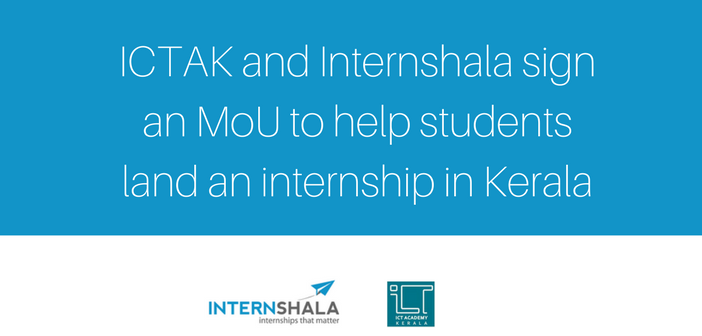 ICTAK and Internshala sign
an MoU to help students
land an internship in Kerala
INTERNSHALA
internships that matter
ICT
ICT ACADEMY
KERALA